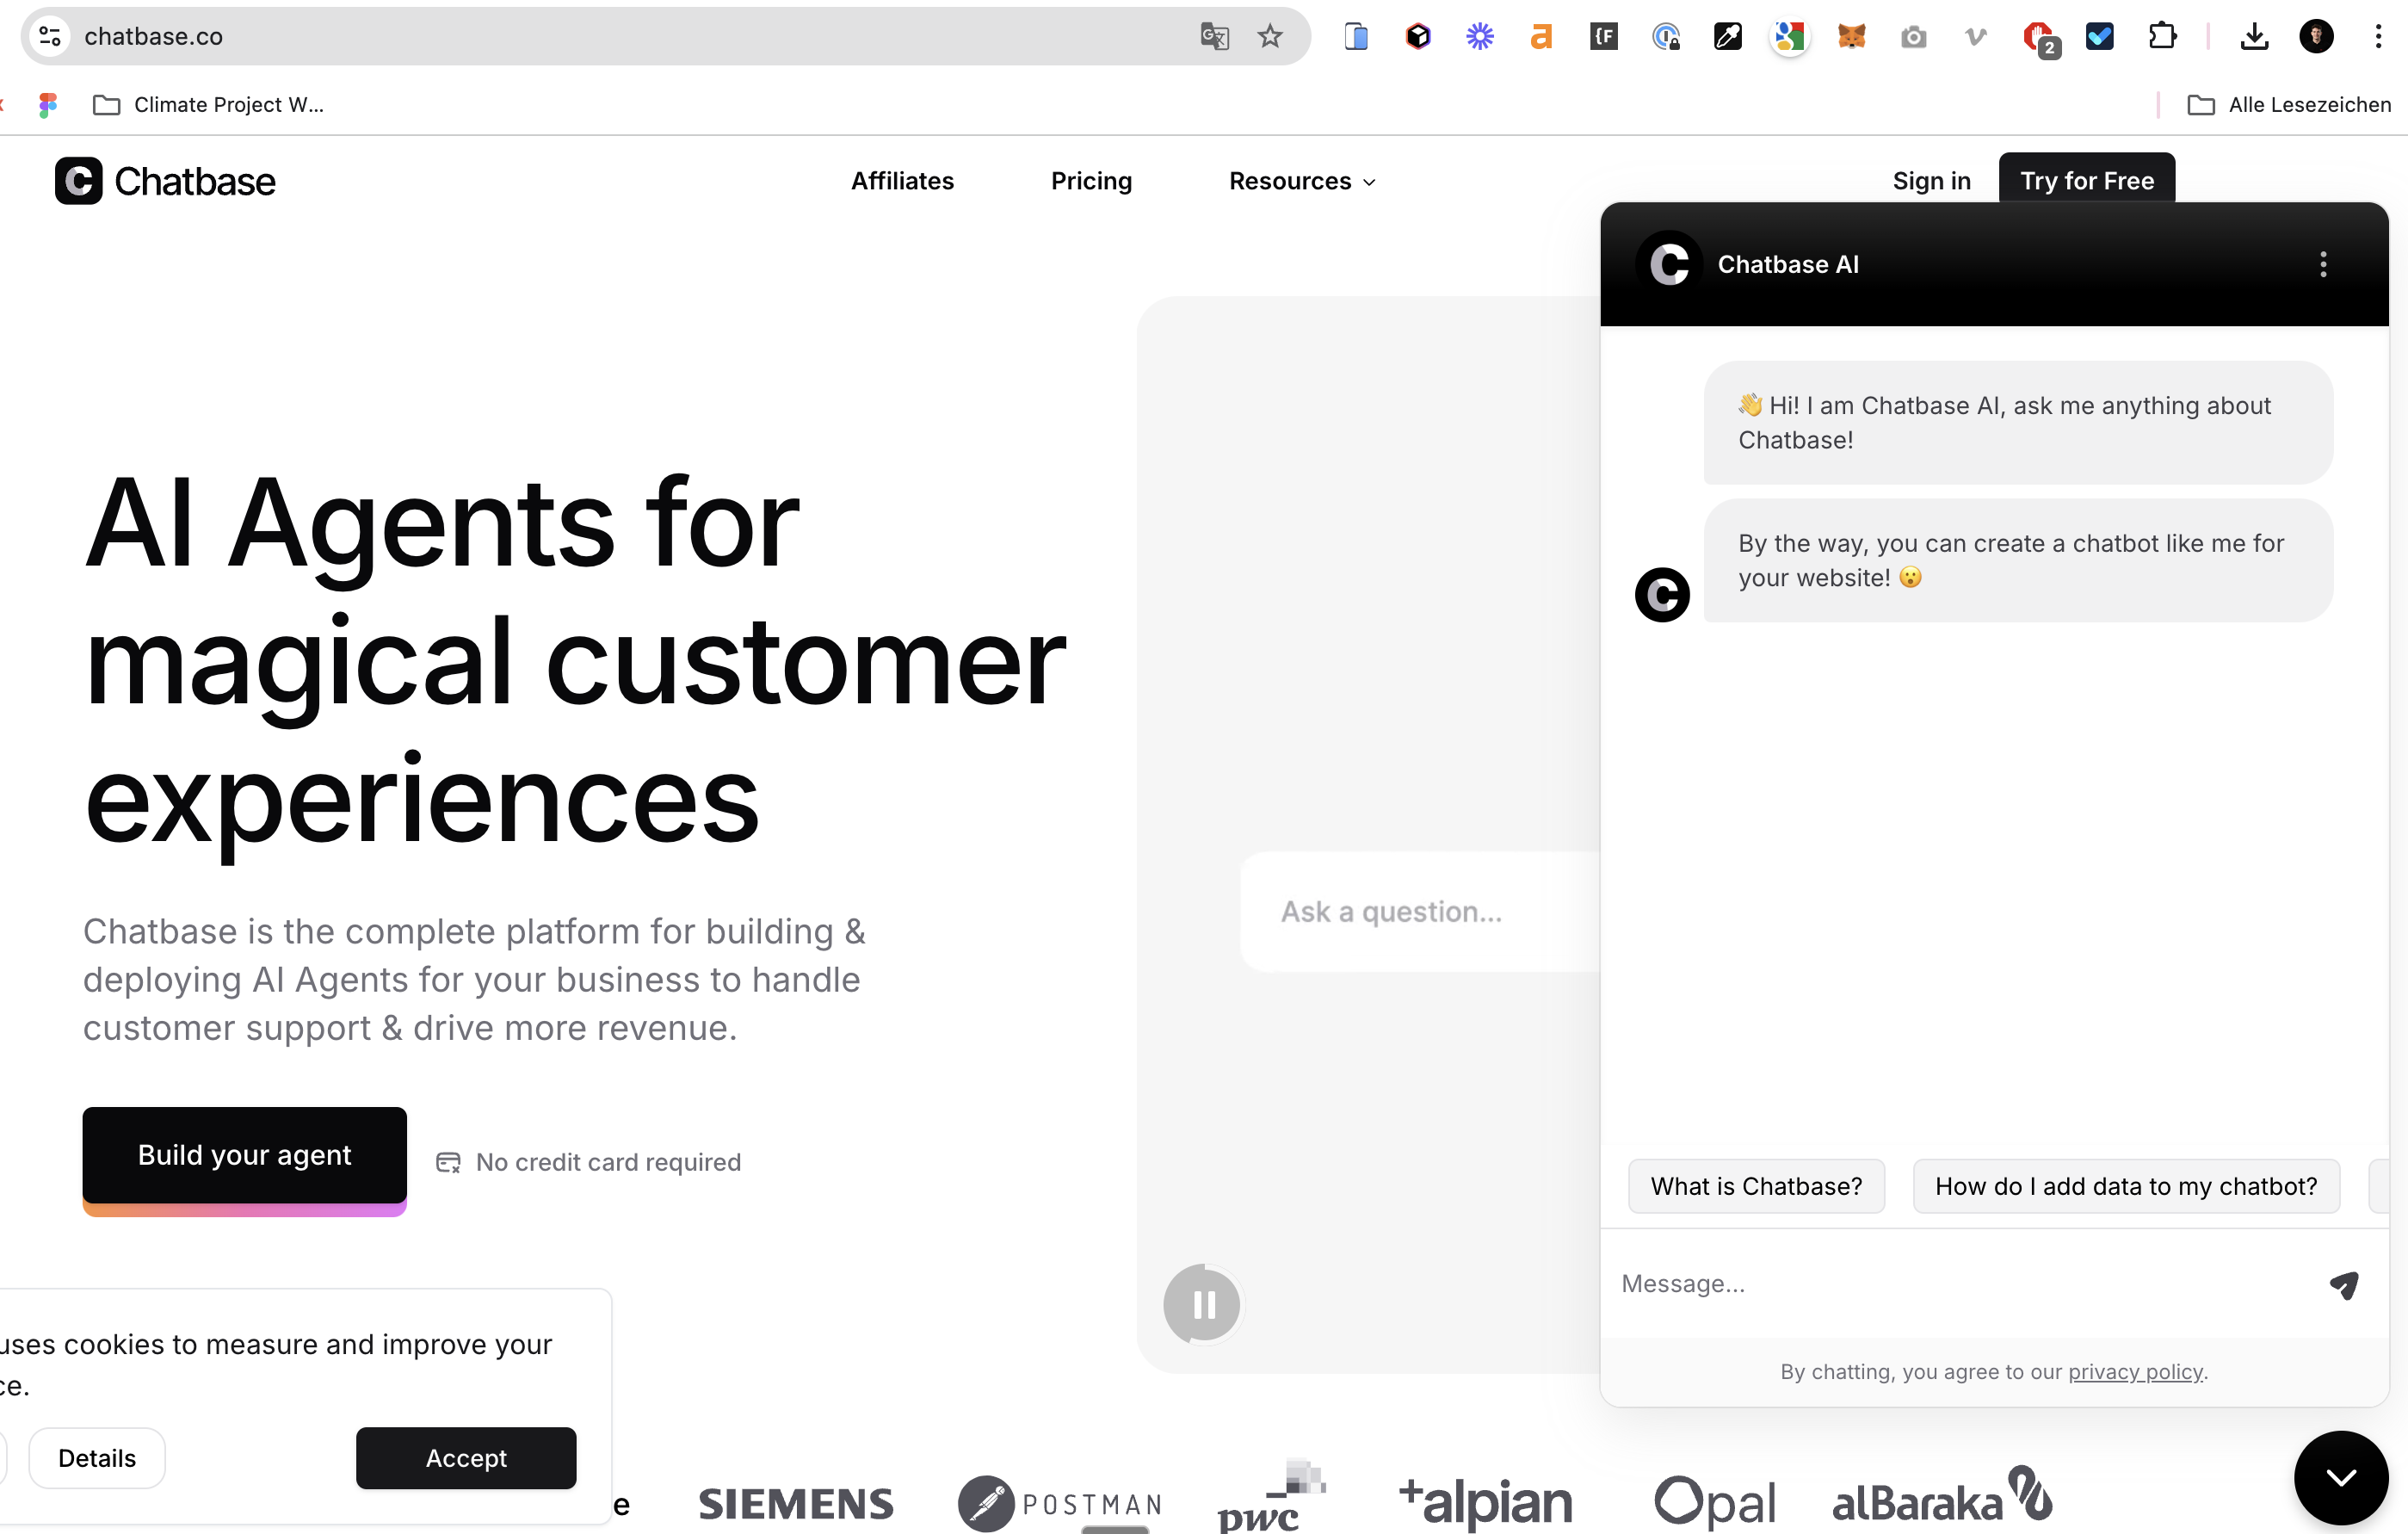 chatbase.co
2
Climate Project W...
Alle Lesezeichen
Chatbase
Affiliates
Pricing
Resources
Sign in
Try for Free
AI Agents for
magical customer
experiences
Chatbase is the complete platform for building &
deploying AI Agents for your business to handle
customer support & drive more revenue.
Build your agent
No credit card required
Ask a question...
Chatbase AI
👋 Hi! I am Chatbase AI, ask me anything about
Chatbase!
By the way, you can create a chatbot like me for
your website! 😮
What is Chatbase?
How do I add data to my chatbot?
Message...
By chatting, you agree to our privacy policy.
uses cookies to measure and improve your
Details
Accept
SIEMENS
POSTMAN
pwc
+alpian
Opal
alBaraka